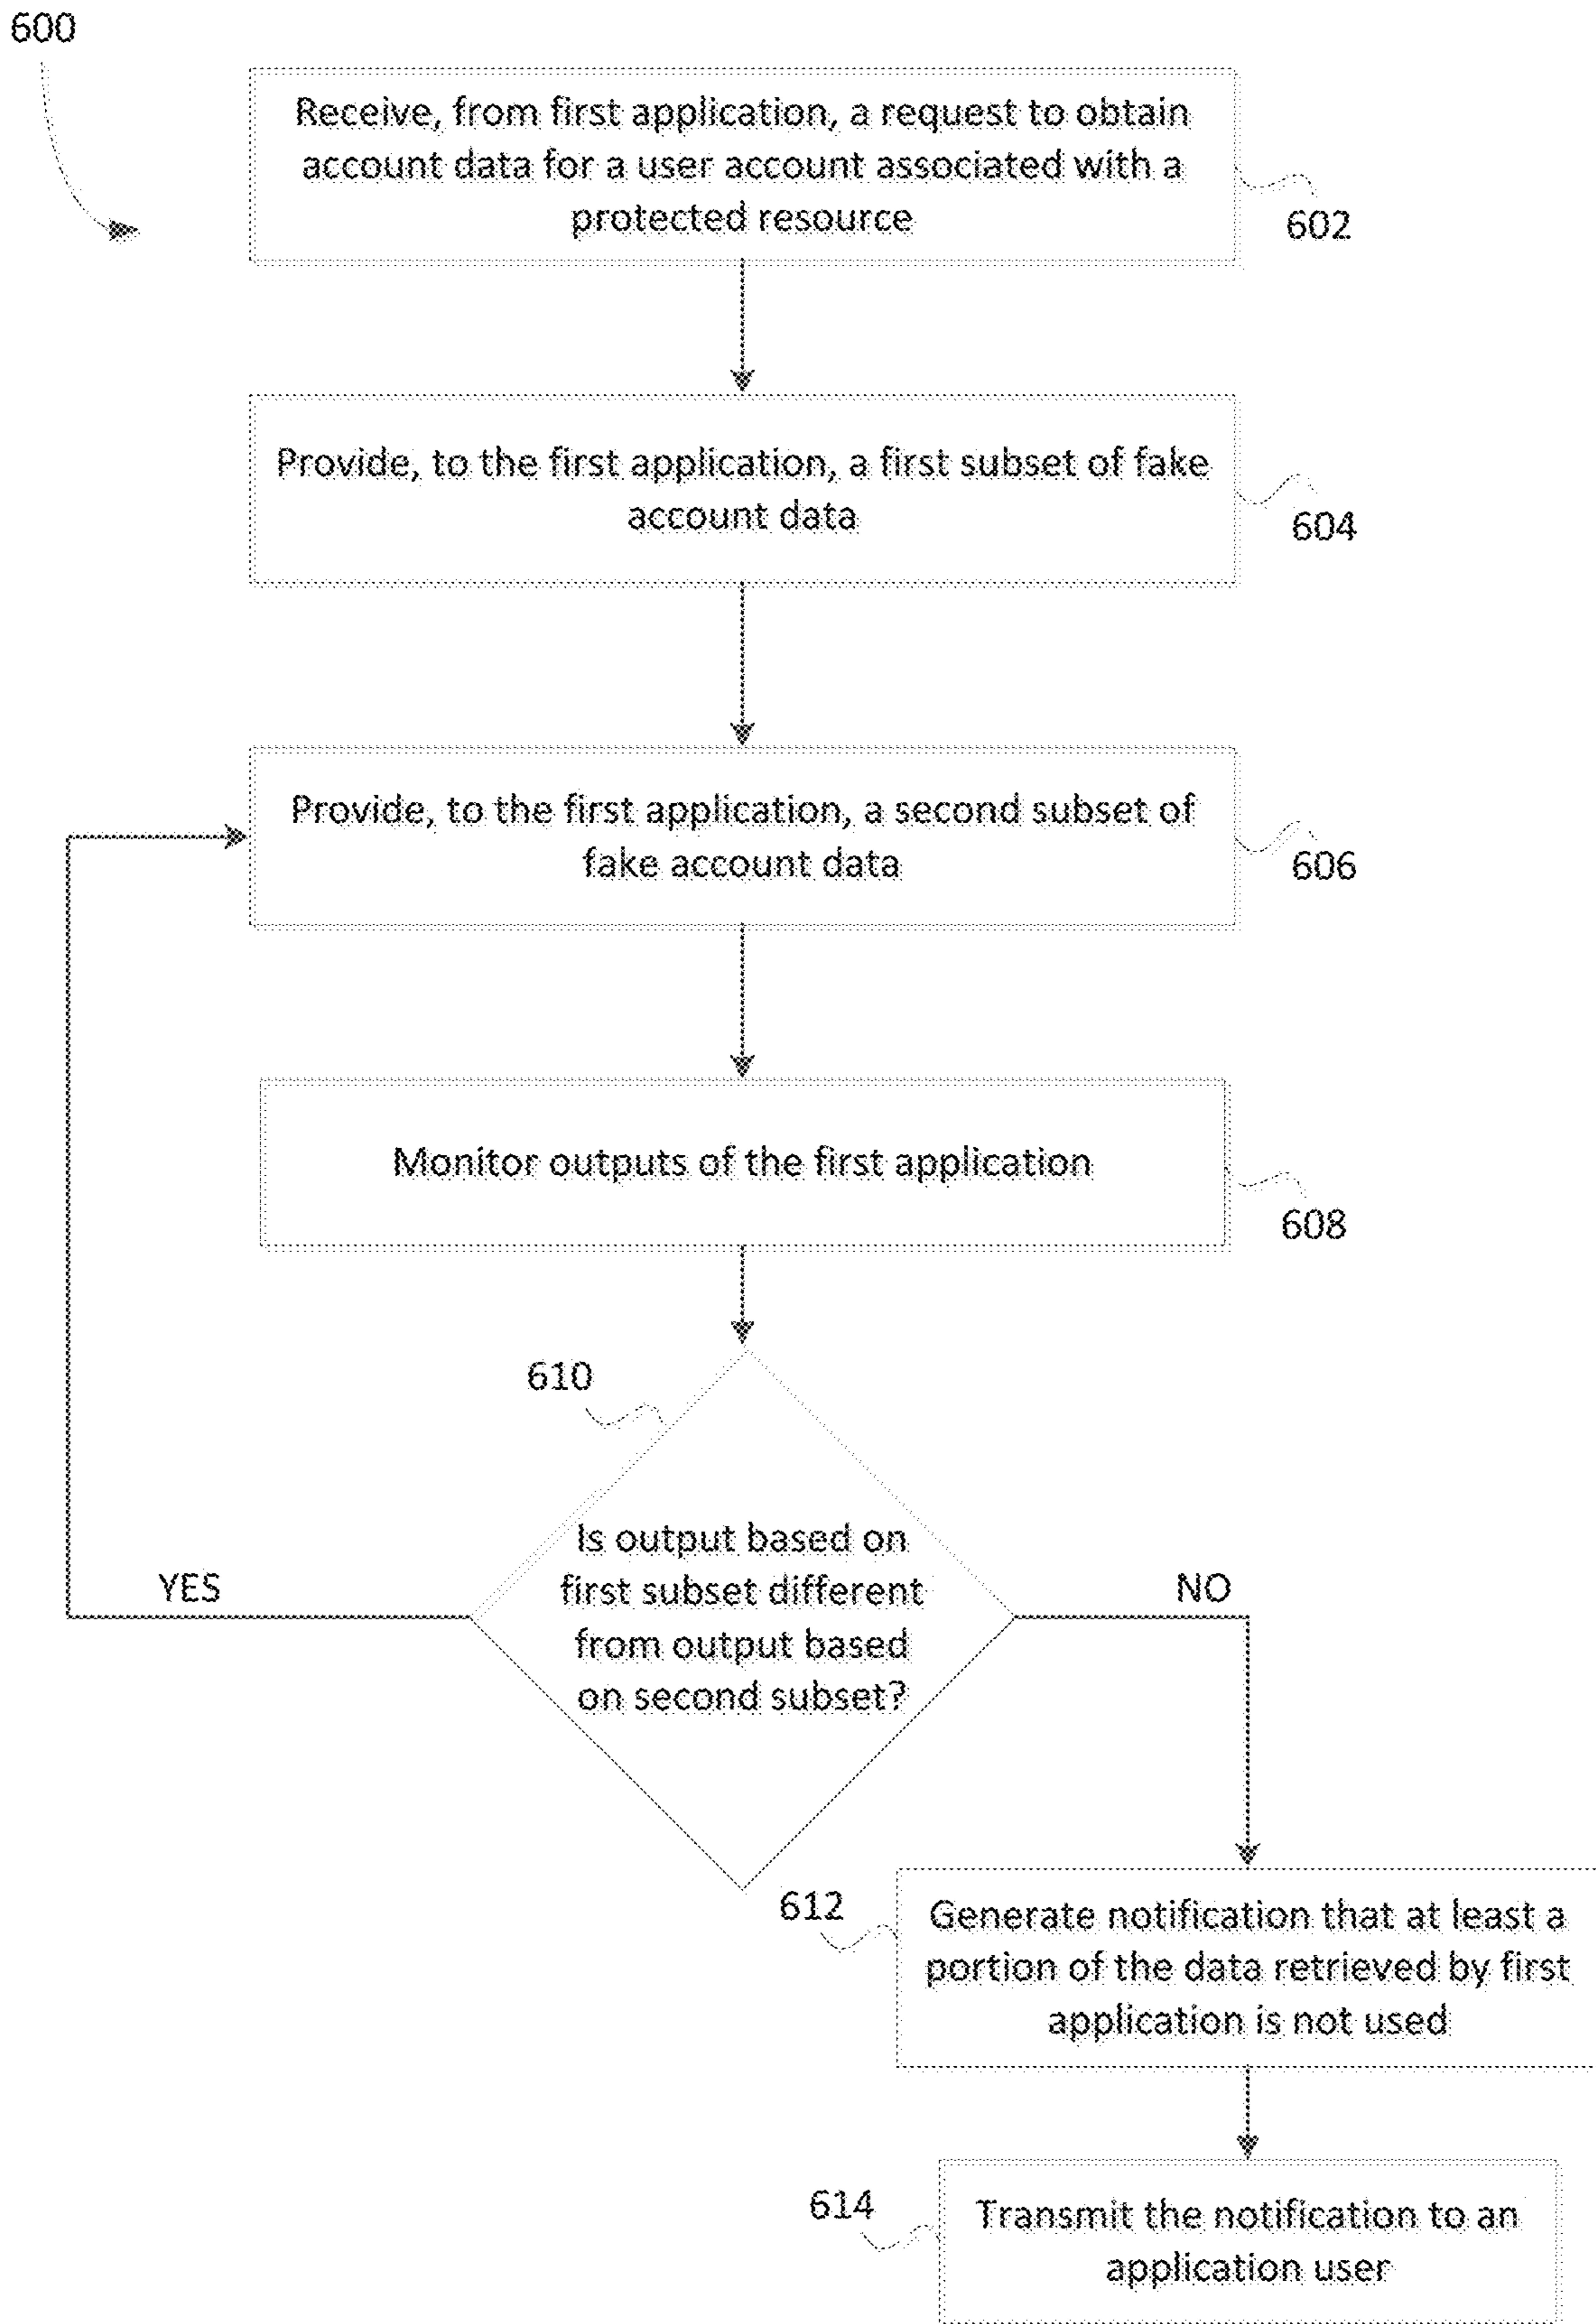 600
Receive, from first application, a request to obtain
account data for a user account associated with a
protected resource
602
Provide, to the first application, a first subset of fake
account data
604
Provide, to the first application, a second subset of
fake account data
606
Monitor outputs of the first application
608
610
Is output based on
first subset different
from output based
on second subset?
YES
NO
612
Generate notification that at least a
portion of the data retrieved by first
application is not used
614
Transmit the notification to an
application user